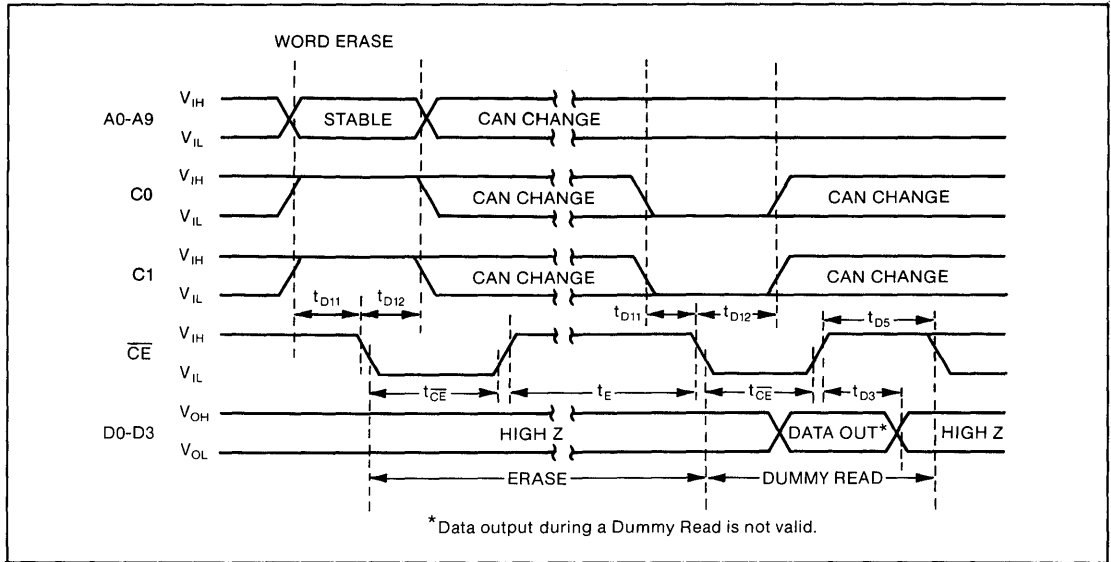 WORD ERASE
A0-A9 VIH VIL STABLE CAN CHANGE
C0 VIH VIL CAN CHANGE CAN CHANGE
C1 VIH VIL CAN CHANGE CAN CHANGE
tD11 tD12 tD11 tD12 tD5
CE VIH VIL
tCE tE tCE tD3
D0-D3 VOH VOL HIGH Z DATA OUT* HIGH Z
ERASE DUMMY READ
*Data output during a Dummy Read is not valid.